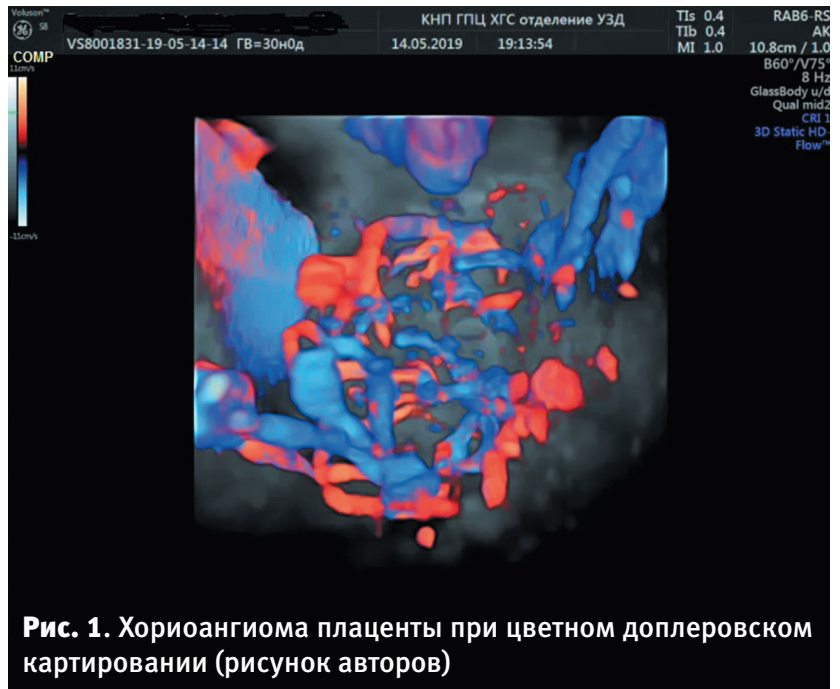 Voluson™
S8
VS8001831-19-05-14-14 ГВ=30н0д
КНП ГПЦ ХГС отделение УЗД
14.05.2019 19:13:54
TIs 0.4
TIb 0.4
MI 1.0
RAB6-RS
AK
10.8cm / 1.0
B60°/V75°
8 Hz
GlassBody u/d
Qual mid2
CRI 1
3D Static HD-
Flow™
COMP
11cm/s
-11cm/s
Рис. 1. Хориоангиома плаценты при цветном доплеровском
картировании (рисунок авторов)